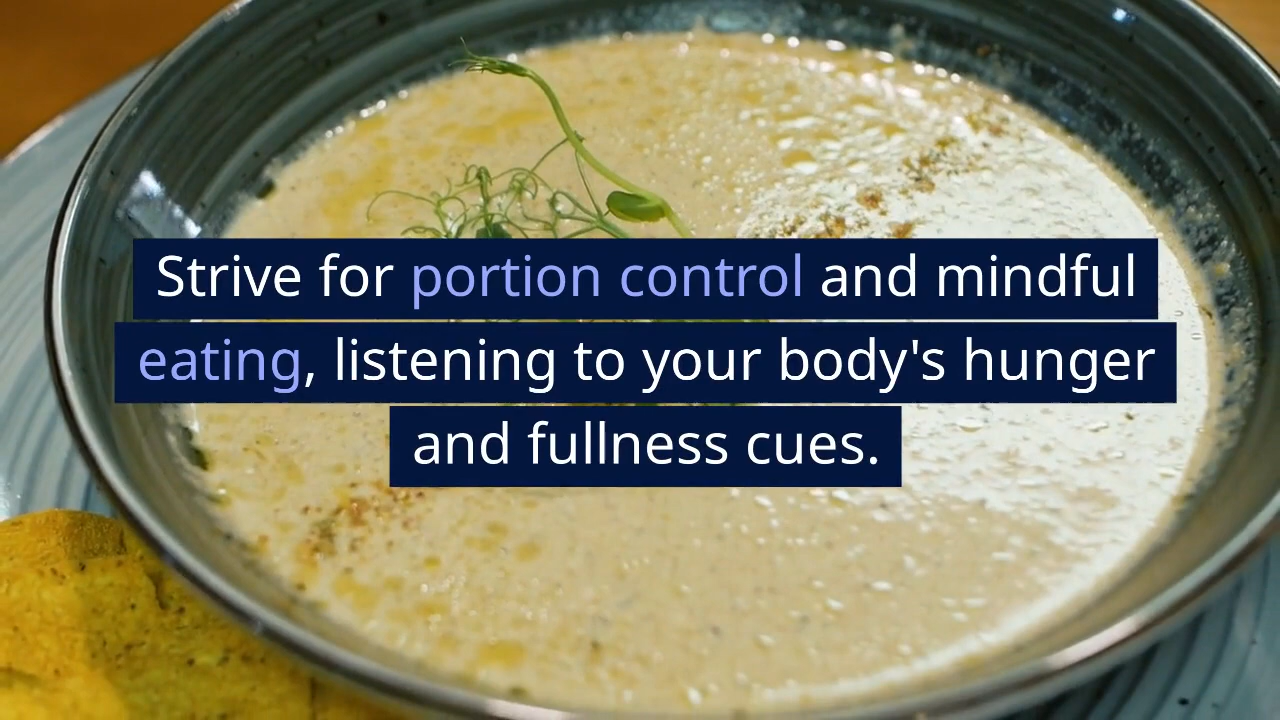 Strive for portion control and mindful
eating, listening to your body's hunger
and fullness cues.